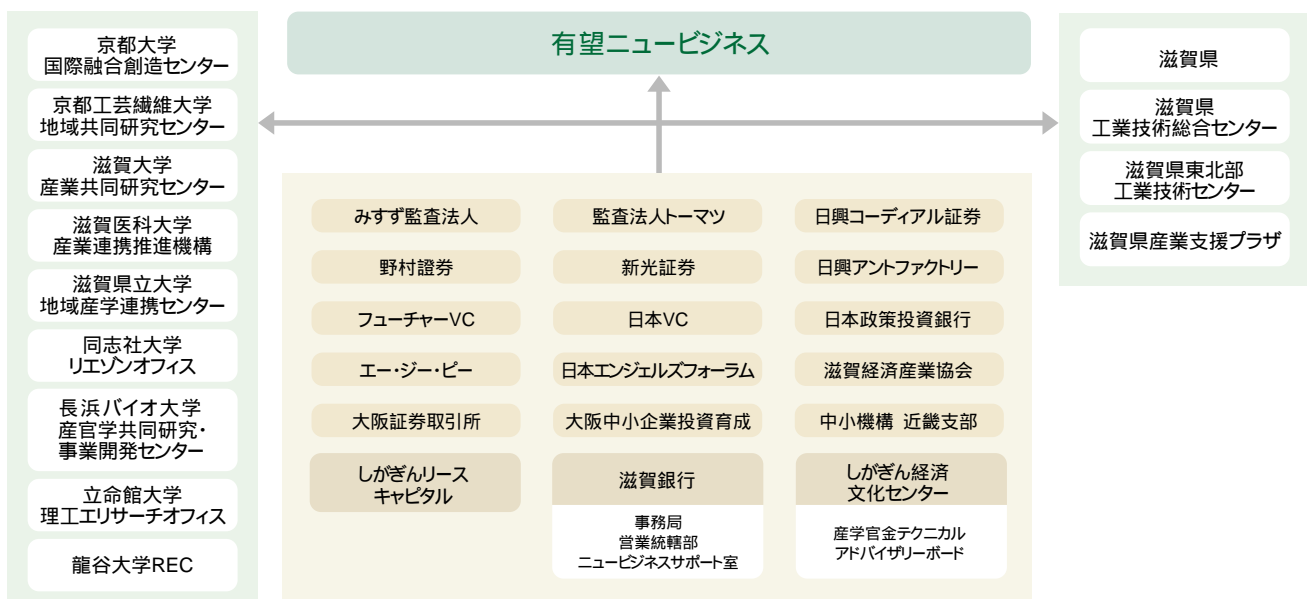 有望ニュービジネス
京都大学
国際融合創造センター
京都工芸繊維大学
地域共同研究センター
滋賀大学
産業共同研究センター
滋賀医科大学
産業連携推進機構
滋賀県立大学
地域産学連携センター
同志社大学
リエゾンオフィス
長浜バイオ大学
産官学共同研究・
事業開発センター
立命館大学
理工エリサーチオフィス
龍谷大学REC
みすず監査法人
監査法人トーマツ
日興コーディアル証券
野村證券
新光証券
日興アントファクトリー
フューチャーVC
日本VC
日本政策投資銀行
エー・ジー・ピー
日本エンジェルズフォーラム
滋賀経済産業協会
大阪証券取引所
大阪中小企業投資育成
中小機構 近畿支部
しがぎんリース
キャピタル
滋賀銀行
事務局
営業統轄部
ニュービジネスサポート室
しがぎん経済
文化センター
産学官金テクニカル
アドバイザリーボード
滋賀県
滋賀県
工業技術総合センター
滋賀県東北部
工業技術センター
滋賀県産業支援プラザ